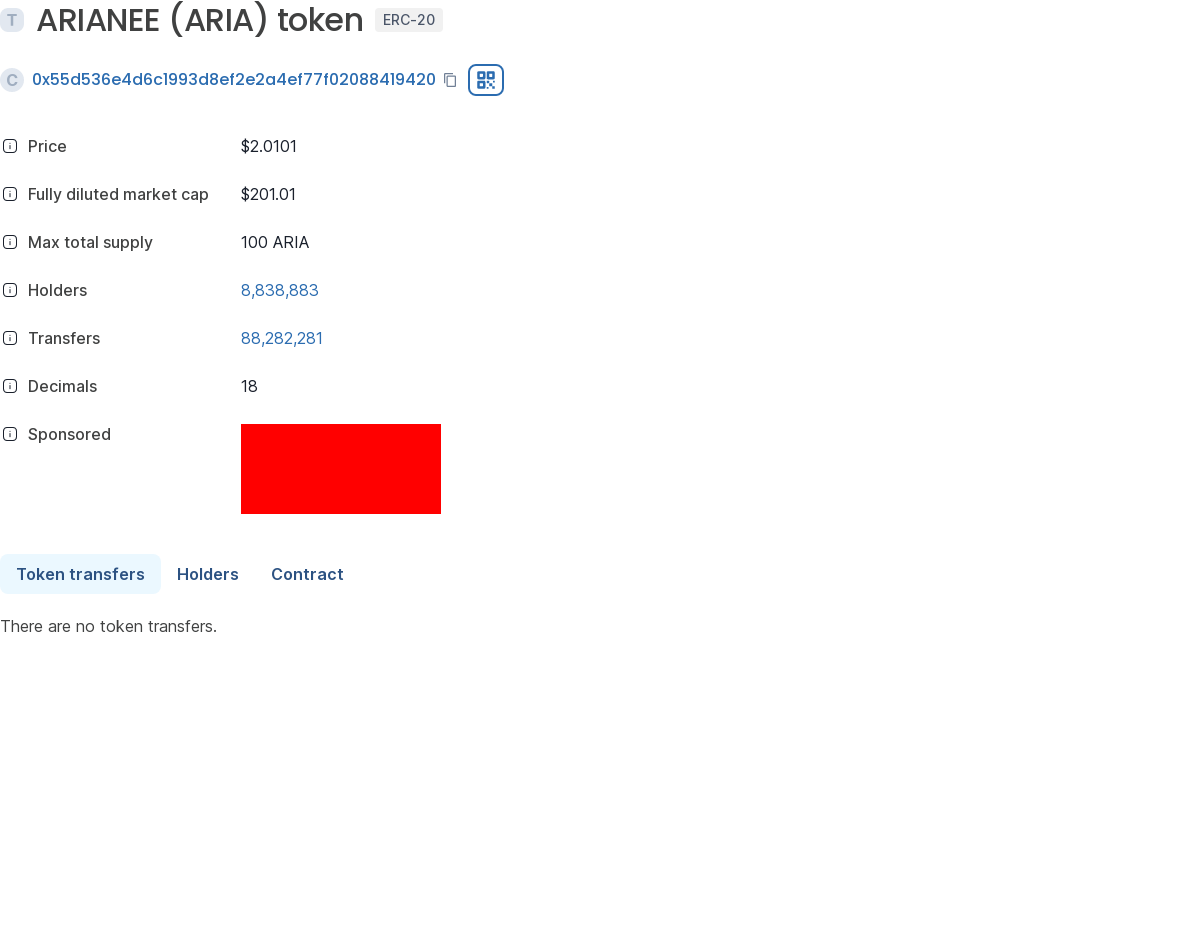 T ARIANEE (ARIA) token ERC-20
C 0x55d536e4d6c1993d8ef2e2a4ef77f02088419420
Price $2.0101
Fully diluted market cap $201.01
Max total supply 100 ARIA
Holders 8,838,883
Transfers 88,282,281
Decimals 18
Sponsored
Token transfers Holders Contract
There are no token transfers.